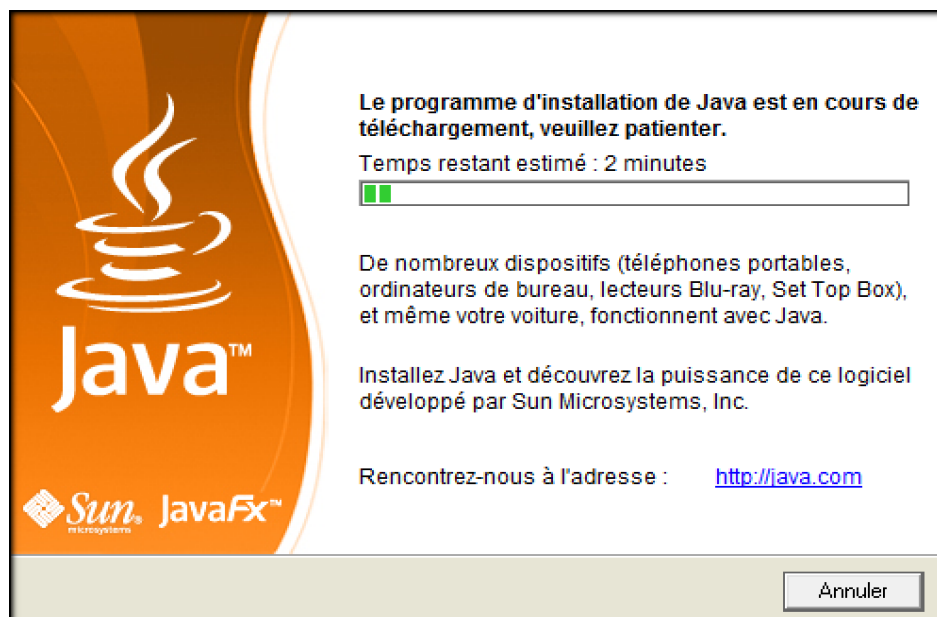 Le programme d'installation de Java est en cours de
téléchargement, veuillez patienter.
Temps restant estimé : 2 minutes
De nombreux dispositifs (téléphones portables,
ordinateurs de bureau, lecteurs Blu-ray, Set Top Box),
et même votre voiture, fonctionnent avec Java.
Installez Java et découvrez la puissance de ce logiciel
développé par Sun Microsystems, Inc.
Rencontrez-nous à l'adresse : http://java.com
Java™
Sun. JavaFx™
microsystems
Annuler